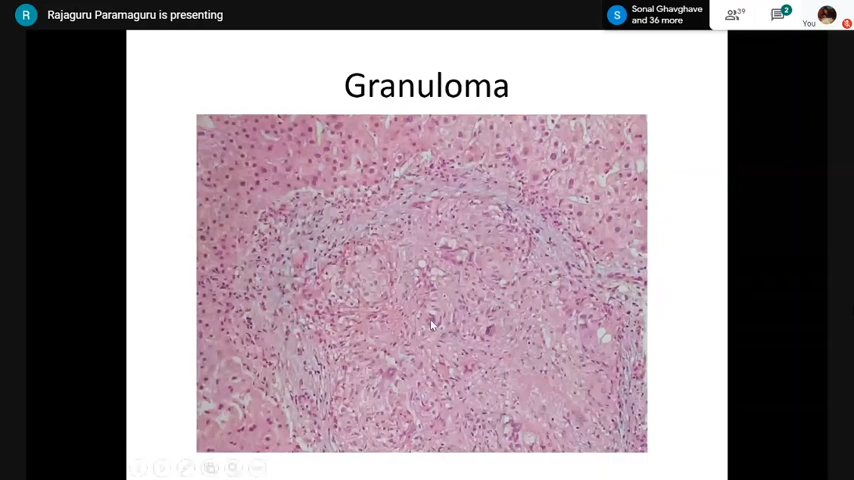 R
Rajaguru Paramaguru is presenting
S
Sonal Ghavghave
and 36 more
39
2
You
Granuloma